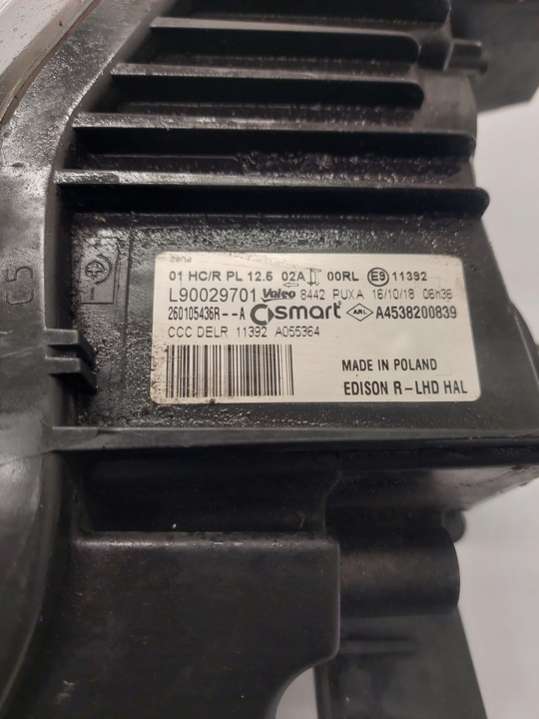 01 HC/R PL 12.5 02A 00RL E9 11392
L90029701 Valeo 8442 PUXA 16/10/18 06h36
260105436R--A smart A4538200839
CCC DELR 11392 A055364
MADE IN POLAND
EDISON R-LHD HAL
C5